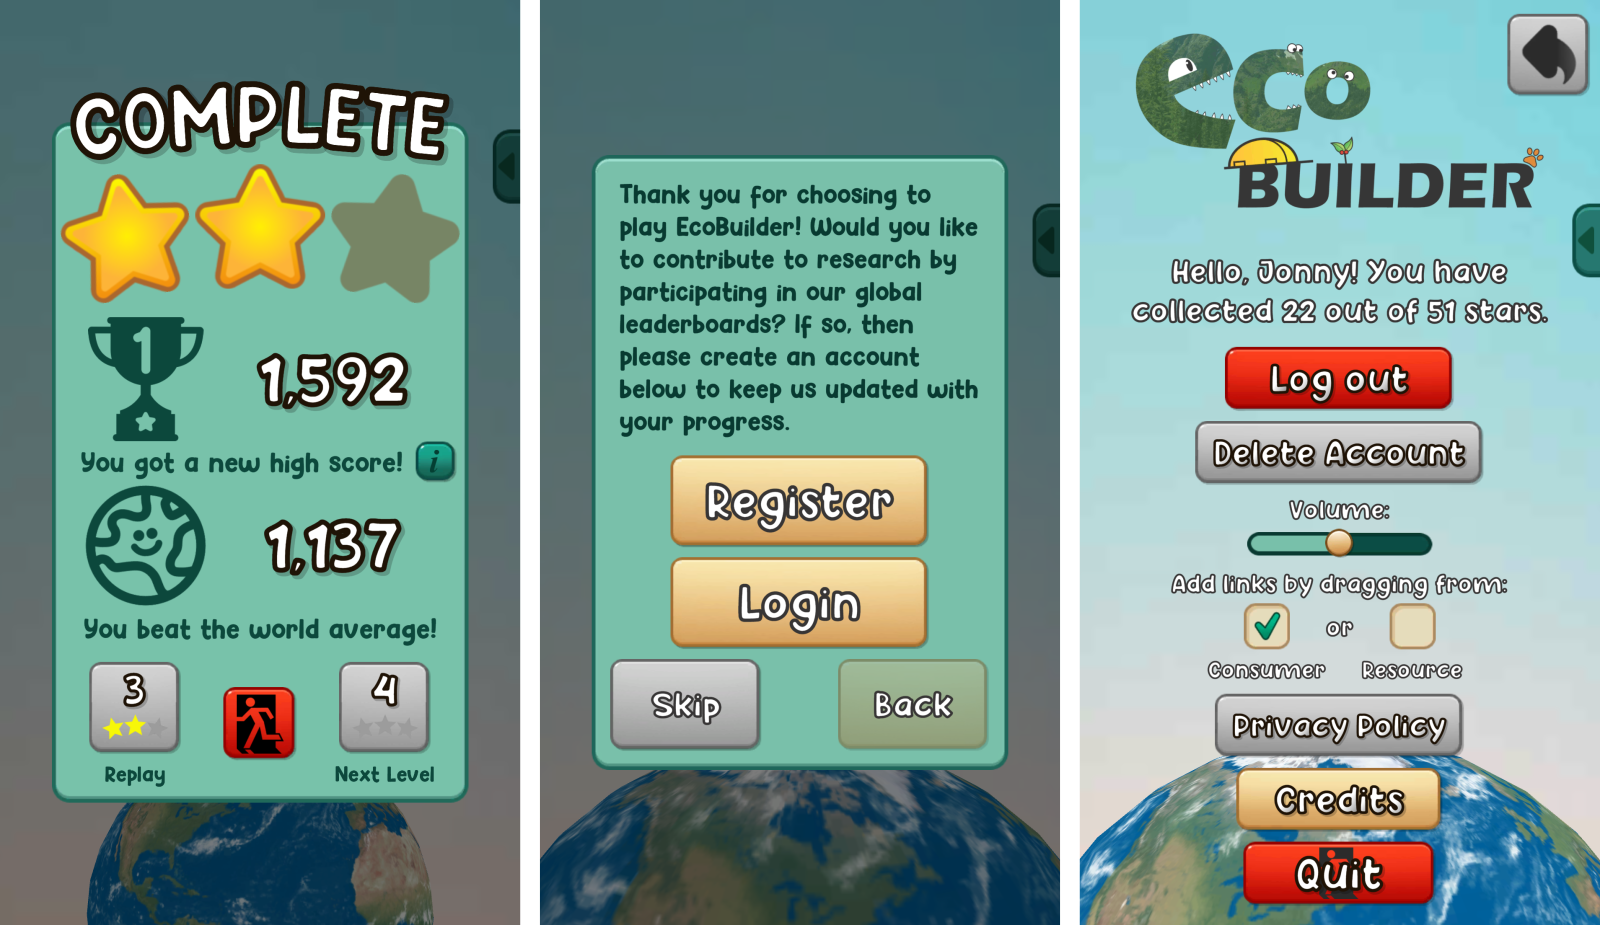 COMPLETE
1
1,592
You got a new high score!
i
1,137
You beat the world average!
3
4
Replay
Next Level
Thank you for choosing to
play EcoBuilder! Would you like
to contribute to research by
participating in our global
leaderboards? If so, then
please create an account
below to keep us updated with
your progress.
Register
Login
Skip
Back
eco
BUILDER
Hello, Jonny! You have
collected 22 out of 51 stars.
Log out
Delete Account
Volume:
Add links by dragging from:
or
Consumer
Resource
Privacy Policy
Credits
Quit